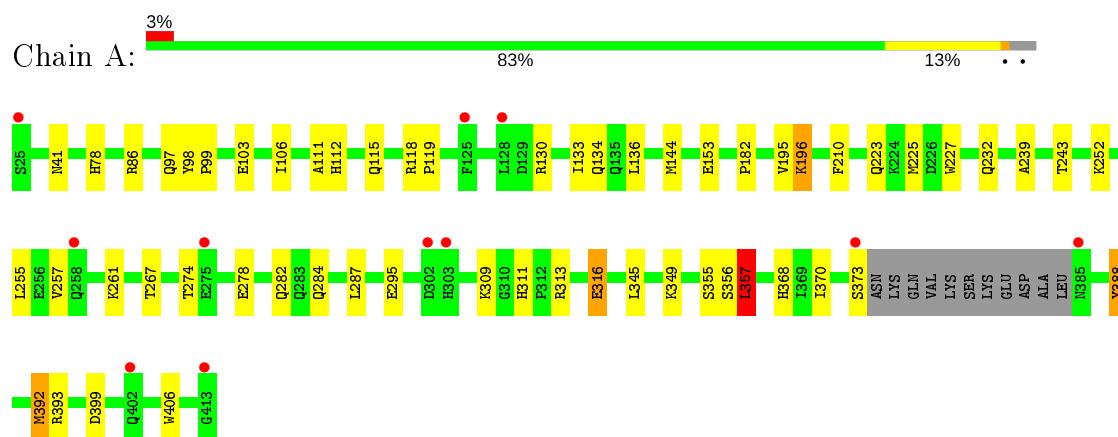 3%
Chain A:
83% 13% • •
S25 N41 H78 R86 Q97 Y98 P99 E103 I106 A111 H112 Q115 R118 P119 F125 L128 D129 R130 I133 Q134 Q135 L136 M144 E153 P182 V195 K196 F210 Q223 K224 M225 D226 W227 Q232 A239 T243 K252
L255 E256 V257 Q258 K261 T267 T274 E275 E278 Q282 Q283 Q284 L287 E295 D302 H303 K309 G310 H311 P312 R313 E316 L345 K349 S355 S356 L357 H368 I369 I370 S373 ASN LYS GLN VAL LYS SER LYS GLU ASP ALA LEU N385
M392 R393 D399 Q402 W406 G413